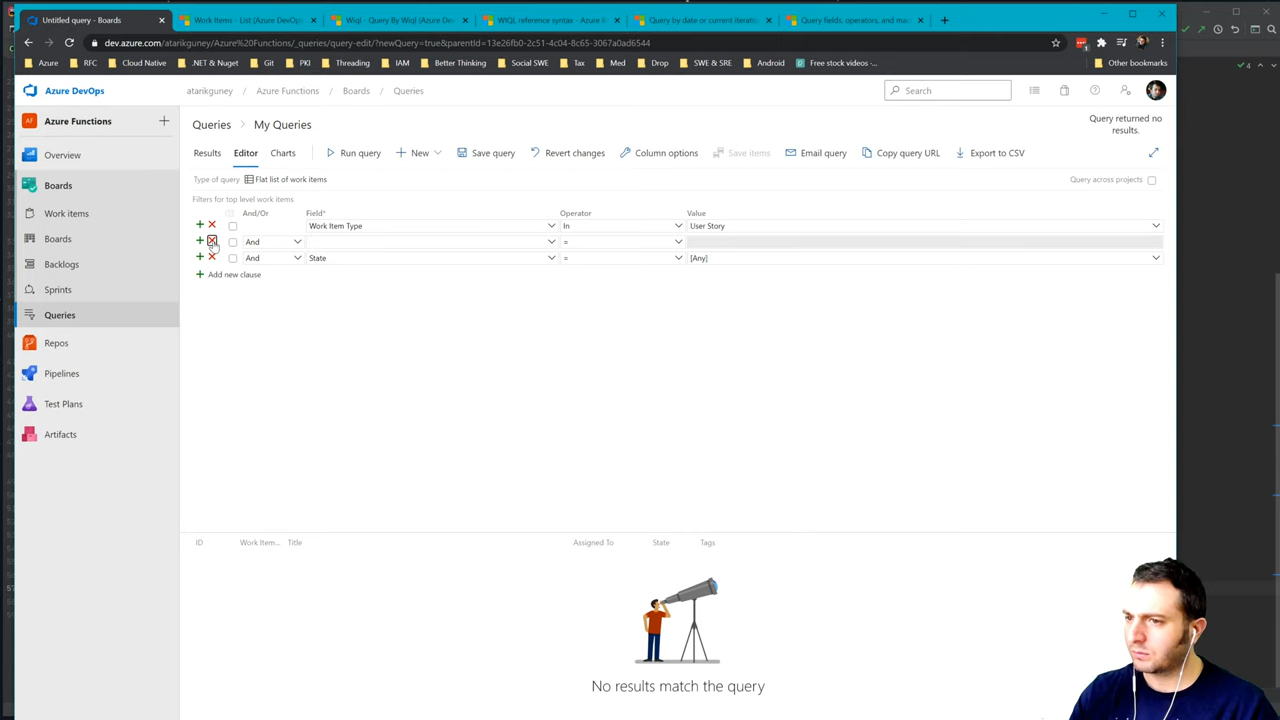 Untitled query - Boards
Work Items - List (Azure DevOps
Wiql - Query By Wiql (Azure Dev
WIQL reference syntax - Azure B
Query by date or current iteratio
Query fields, operators, and mac
dev.azure.com/atarikguney/Azure%20Functions/_queries/query-edit/?newQuery=true&parentId=13e26fb0-2c51-4c04-8c65-3067a0ad6544
Azure
RFC
Cloud Native
.NET & Nuget
Git
PKI
Threading
IAM
Better Thinking
Social SWE
Tax
Med
Drop
SWE & SRE
Android
Free stock videos -...
Other bookmarks
Azure DevOps
atarikguney
Azure Functions
Boards
Queries
Search
AF
Azure Functions
Queries
My Queries
Query returned no
results.
Overview
Results
Editor
Charts
Run query
New
Save query
Revert changes
Column options
Save items
Email query
Copy query URL
Export to CSV
Boards
Type of query
Flat list of work items
Query across projects
Filters for top level work items
Work items
And/Or
Field*
Operator
Value
Work Item Type
In
User Story
Boards
And
=
Backlogs
And
State
=
[Any]
Add new clause
Sprints
Queries
Repos
Pipelines
Test Plans
Artifacts
ID
Work Item...
Title
Assigned To
State
Tags
No results match the query